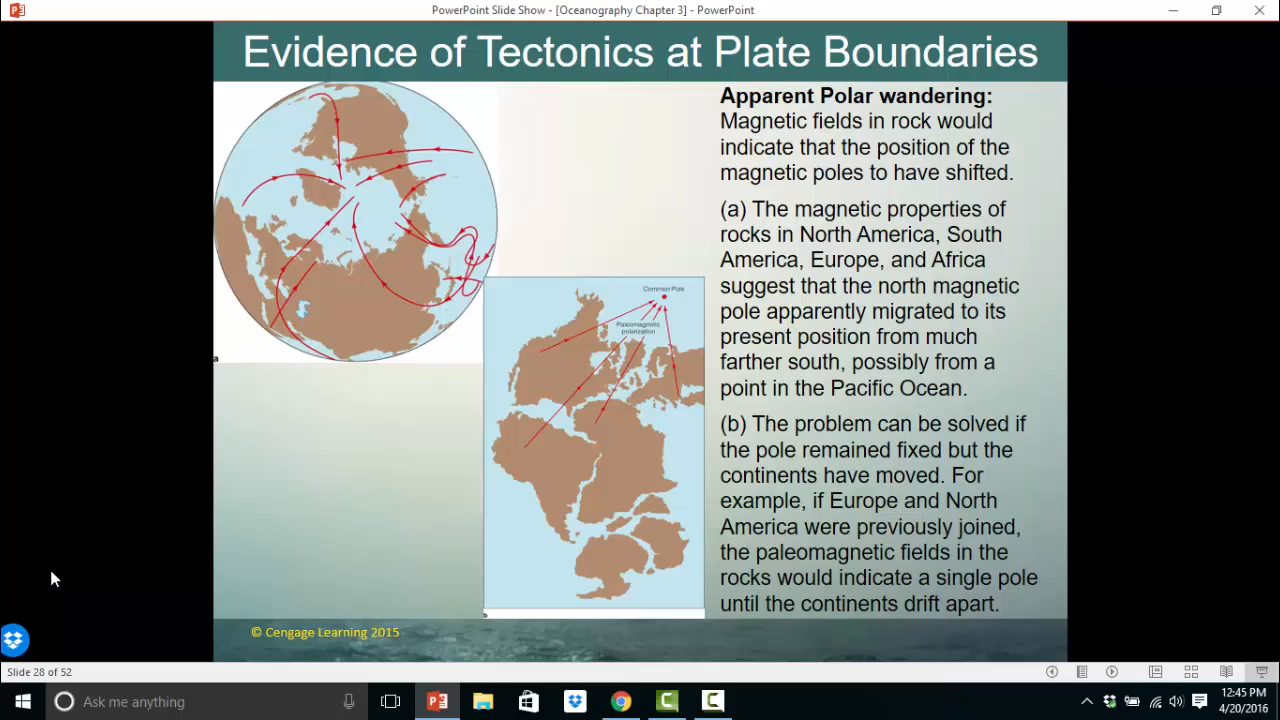 PowerPoint Slide Show - [Oceanography Chapter 3] - PowerPoint
Evidence of Tectonics at Plate Boundaries
Apparent Polar wandering:
Magnetic fields in rock would
indicate that the position of the
magnetic poles to have shifted.
(a) The magnetic properties of
rocks in North America, South
America, Europe, and Africa
suggest that the north magnetic
pole apparently migrated to its
present position from much
farther south, possibly from a
point in the Pacific Ocean.
(b) The problem can be solved if
the pole remained fixed but the
continents have moved. For
example, if Europe and North
America were previously joined,
the paleomagnetic fields in the
rocks would indicate a single pole
until the continents drift apart.
a
Common Pole
Paleomagnetic
polarization
b
© Cengage Learning 2015
Slide 28 of 52
Ask me anything
12:45 PM
4/20/2016